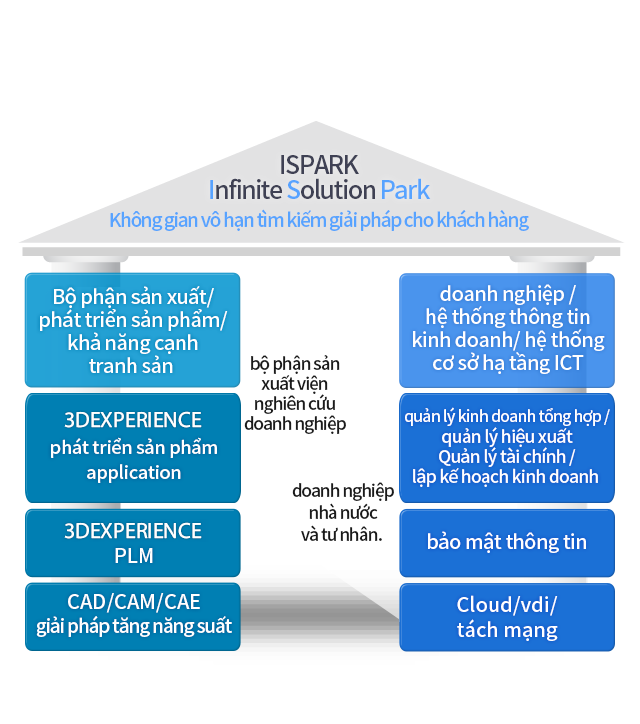 ISPARK
Infinite Solution Park
Không gian vô hạn tìm kiếm giải pháp cho khách hàng
Bộ phận sản xuất/
phát triển sản phẩm/
khả năng cạnh
tranh sản
3DEXPERIENCE
phát triển sản phẩm
application
3DEXPERIENCE
PLM
CAD/CAM/CAE
giải pháp tăng năng suất
bộ phận sản
xuất viện
nghiên cứu
doanh nghiệp
doanh nghiệp
nhà nước
và tư nhân.
doanh nghiệp /
hệ thống thông tin
kinh doanh/ hệ thống
cơ sở hạ tầng ICT
quản lý kinh doanh tổng hợp /
quản lý hiệu xuất
Quản lý tài chính /
lập kế hoạch kinh doanh
bảo mật thông tin
Cloud/vdi/
tách mạng